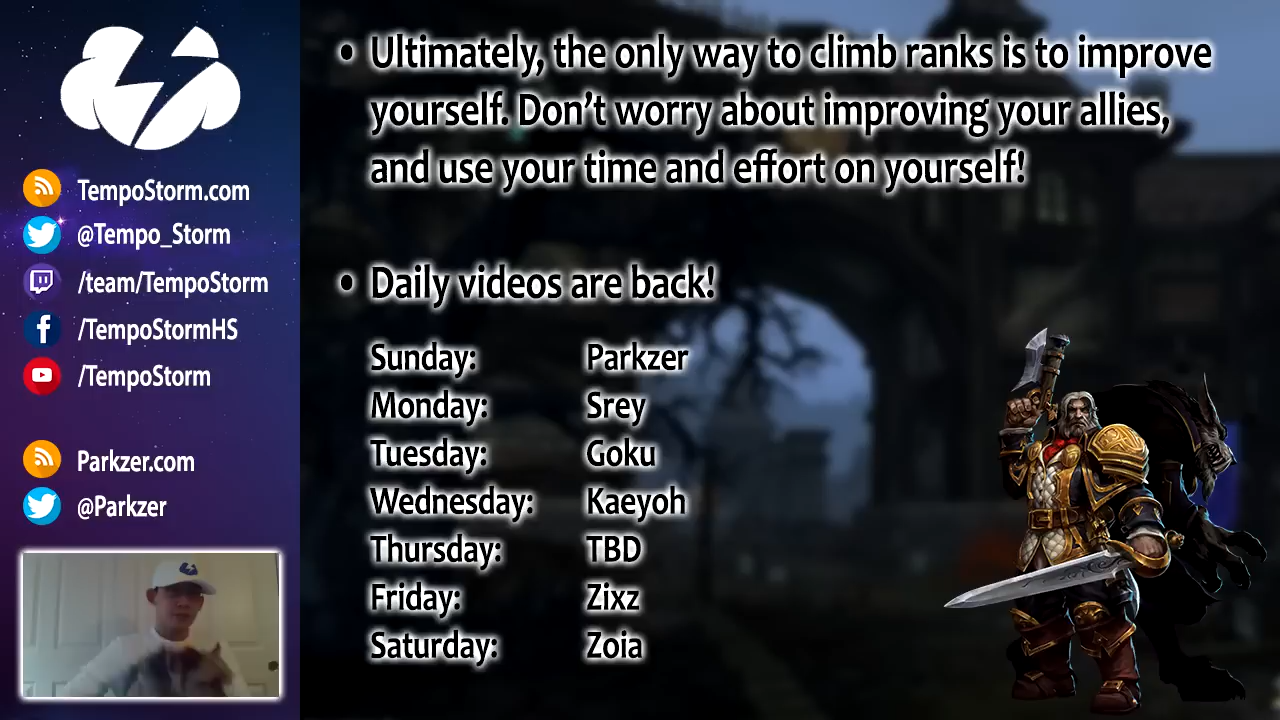 TempoStorm.com
@Tempo_Storm
/team/TempoStorm
/TempoStormHS
/TempoStorm
Parkzer.com
@Parkzer
• Ultimately, the only way to climb ranks is to improve
yourself. Don't worry about improving your allies,
and use your time and effort on yourself!
• Daily videos are back!
Sunday: Parkzer
Monday: Srey
Tuesday: Goku
Wednesday: Kaeyoh
Thursday: TBD
Friday: Zixz
Saturday: Zoia